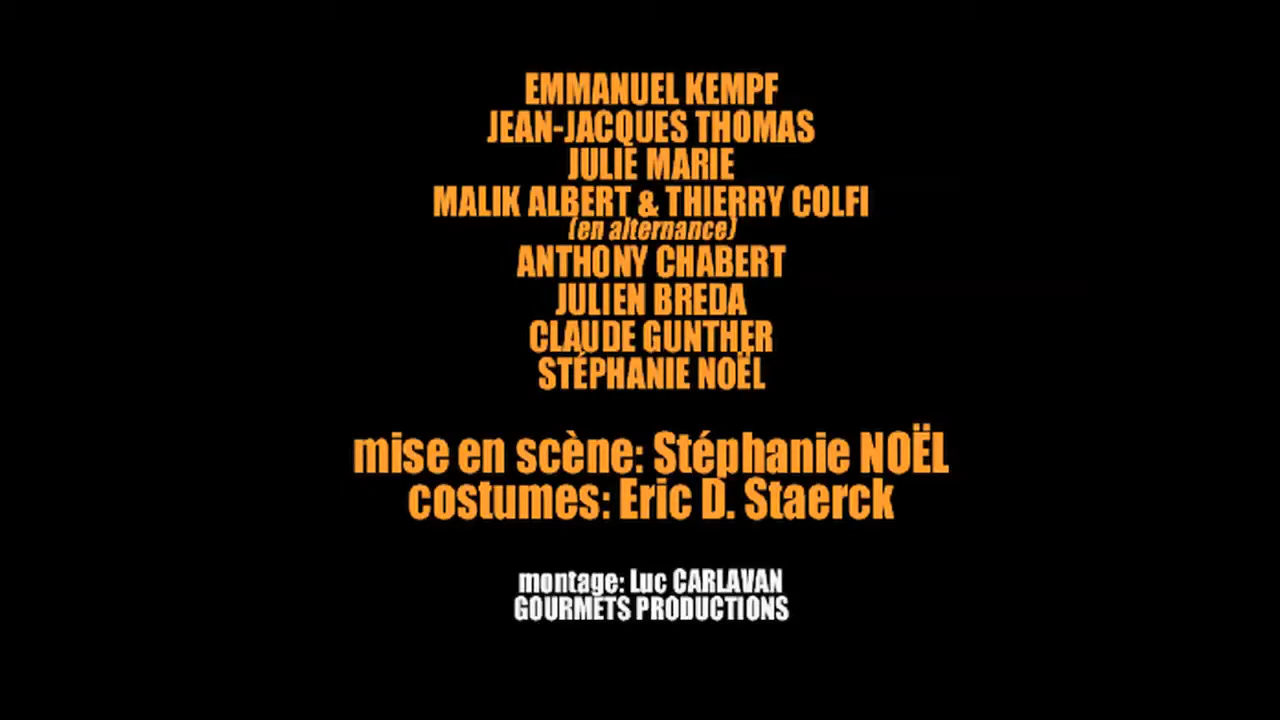 EMMANUEL KEMPF
JEAN-JACQUES THOMAS
JULIE MARIE
MALIK ALBERT & THIERRY COLFI
(en alternance)
ANTHONY CHABERT
JULIEN BREDA
CLAUDE GUNTHER
STÉPHANIE NOËL
mise en scène: Stéphanie NOËL
costumes: Eric D. Staerck
montage: Luc CARLAVAN
GOURMETS PRODUCTIONS